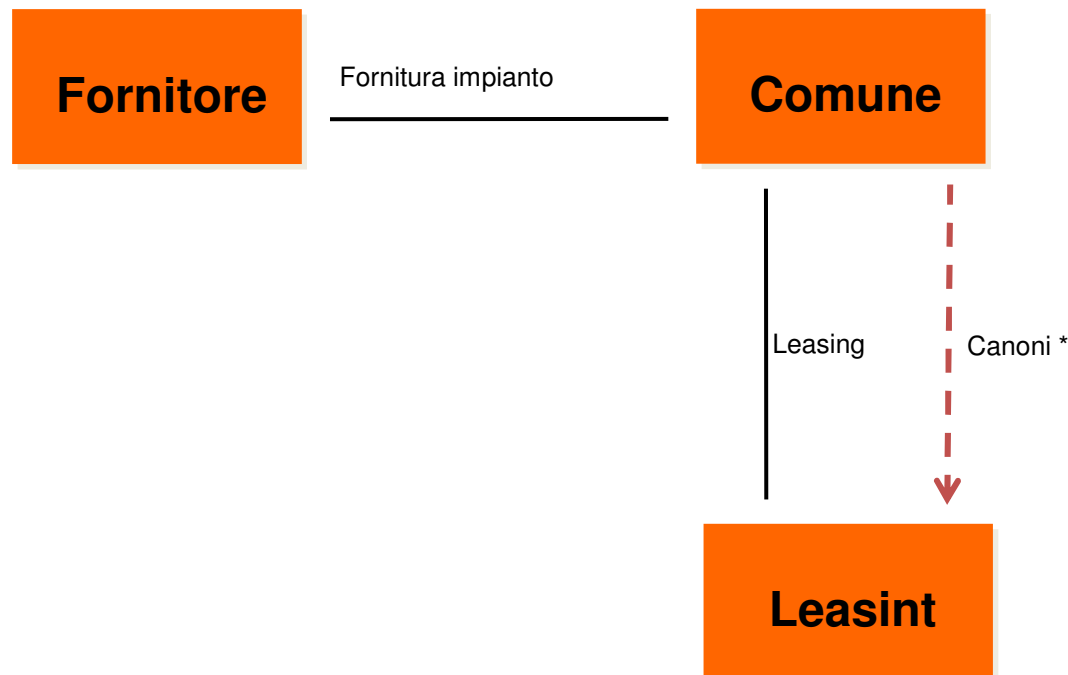 Fornitore
Fornitura impianto
Comune
Leasing
Canoni *
Leasint